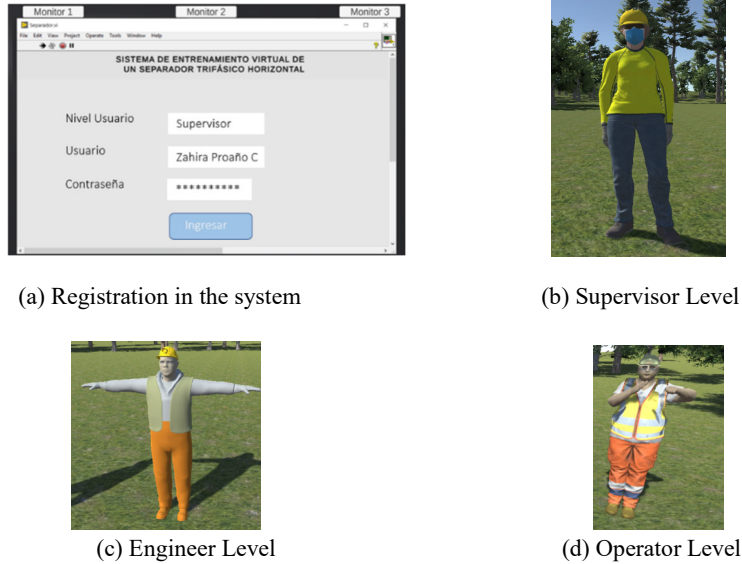 Monitor 1 Monitor 2 Monitor 3
Separador.vi
File Edit View Project Operate Tools Window Help
SISTEMA DE ENTRENAMIENTO VIRTUAL DE
UN SEPARADOR TRIFÁSICO HORIZONTAL
Nivel Usuario Supervisor
Usuario Zahira Proaño C
Contraseña **********
Ingresar
(a) Registration in the system
(b) Supervisor Level
(c) Engineer Level
(d) Operator Level